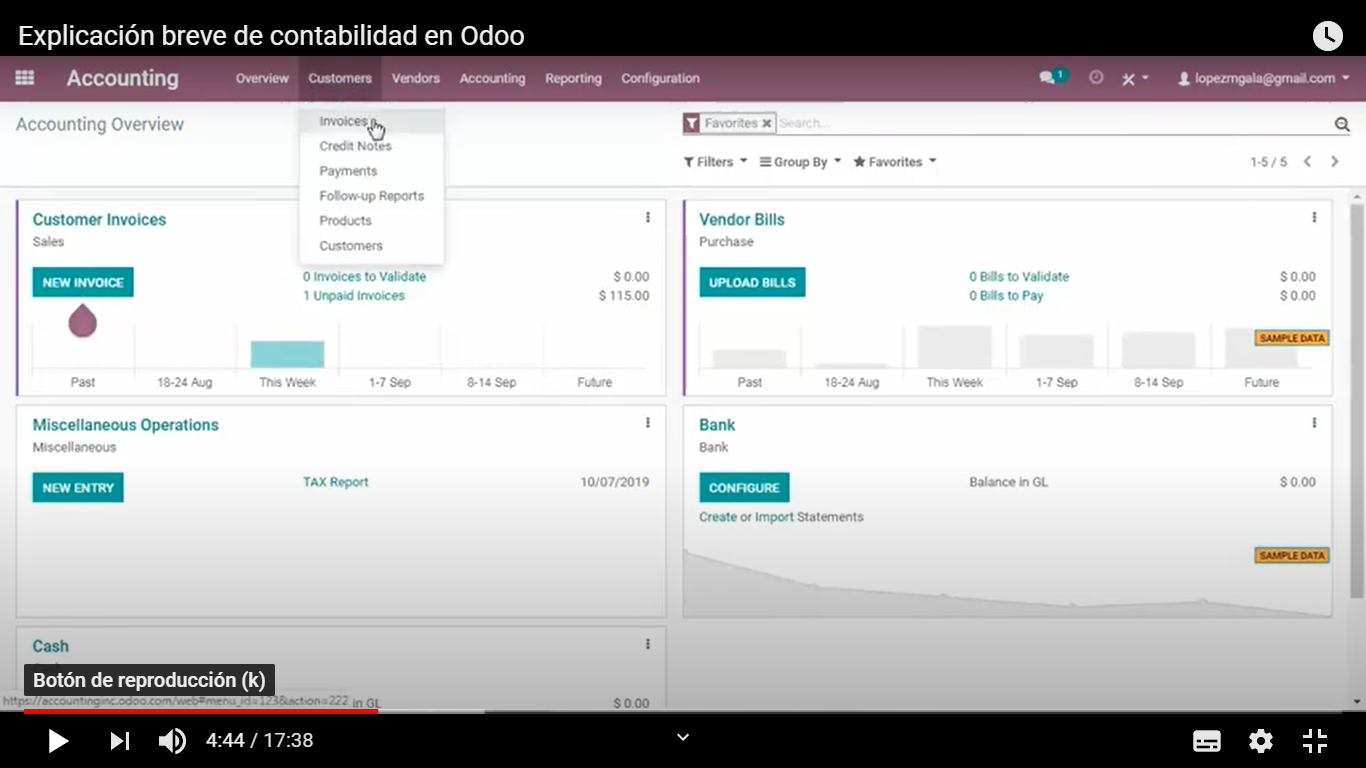 Explicación breve de contabilidad en Odoo
Accounting Overview Customers Vendors Accounting Reporting Configuration 1 lopezmgala@gmail.com
Accounting Overview
Favorites Search...
Filters Group By Favorites 1-5 / 5
Invoices
Credit Notes
Payments
Follow-up Reports
Products
Customers
Customer Invoices
Sales
NEW INVOICE
0 Invoices to Validate $ 0.00
1 Unpaid Invoices $ 115.00
Past 18-24 Aug This Week 1-7 Sep 8-14 Sep Future
Vendor Bills
Purchase
UPLOAD BILLS
0 Bills to Validate $ 0.00
0 Bills to Pay $ 0.00
SAMPLE DATA
Past 18-24 Aug This Week 1-7 Sep 8-14 Sep Future
Miscellaneous Operations
Miscellaneous
NEW ENTRY TAX Report 10/07/2019
Bank
Bank
CONFIGURE Balance in GL $ 0.00
Create or Import Statements
SAMPLE DATA
Cash
Botón de reproducción (k)
https://accountinginc.odoo.com/web#menu_id=123&action=222 in GL $ 0.00
4:44 / 17:38